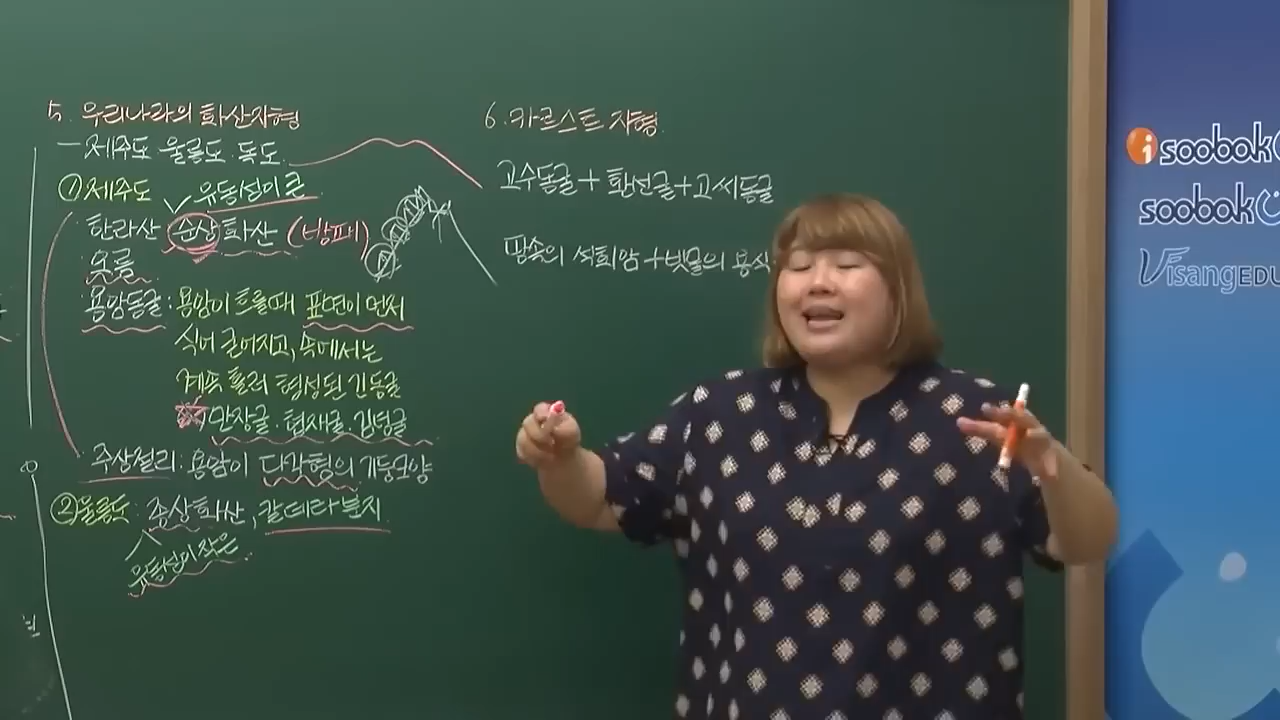 5. 우리나라의 화산지형
- 제주도 울릉도 독도
① 제주도 유동성이 큰
한라산 순상화산 (방패)
오름
용암동굴: 용암이 흐를때 표면이 먼저
식어 굳어지고, 속에서는
계속 흘러 형성된 긴동굴
만장굴·협재굴·김녕굴
주상절리: 용암이 다각형의 기둥모양
② 울릉도: 종상화산, 칼데라분지
유동성이 작은
6. 카르스트 지형
고수동굴 + 환선굴 + 고씨동굴
땅속의 석회암 + 빗물의 용식
isoobok
soobok
VisangEDU